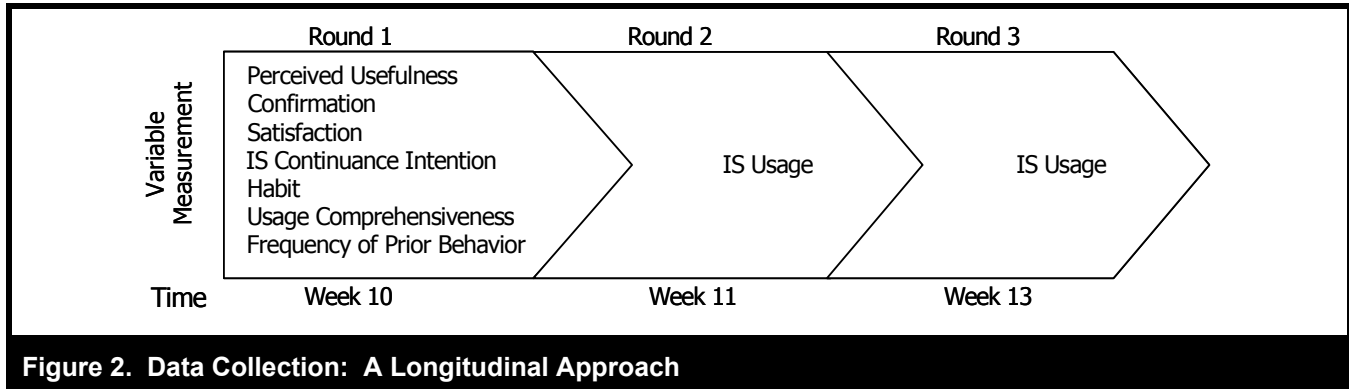 Round 1 Round 2 Round 3
Variable
Measurement
Perceived Usefulness
Confirmation
Satisfaction
IS Continuance Intention
Habit
Usage Comprehensiveness
Frequency of Prior Behavior
IS Usage
IS Usage
Time Week 10 Week 11 Week 13
Figure 2. Data Collection: A Longitudinal Approach